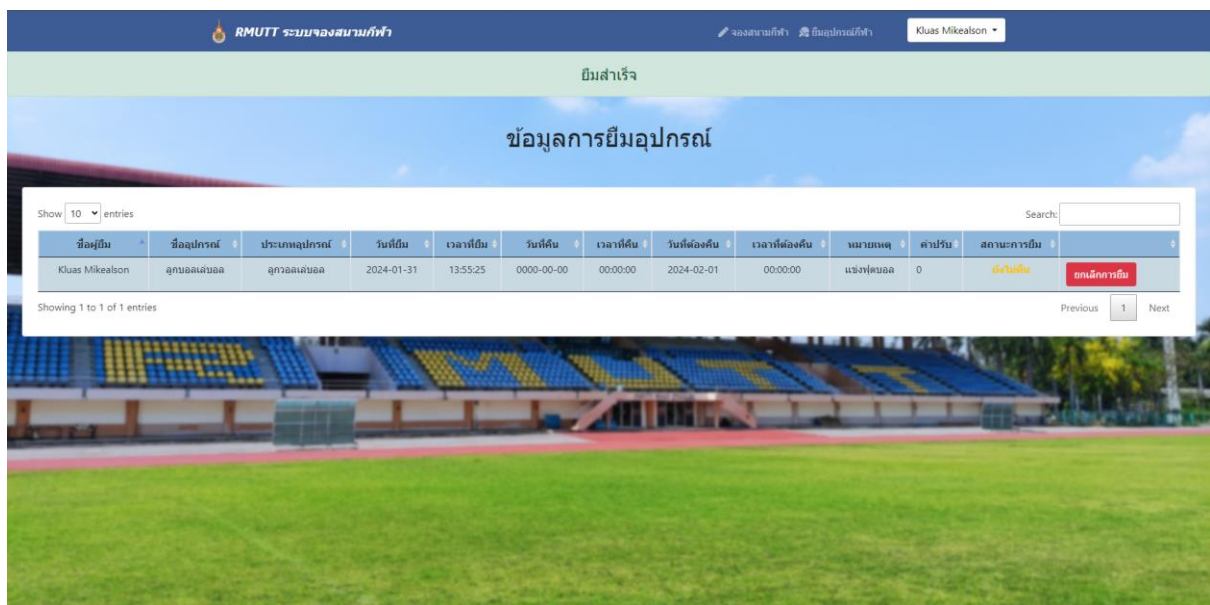 RMUTT ระบบจองสนามกีฬา
จองสนามกีฬา ยืมอุปกรณ์กีฬา Kluas Mikealson
ยืมสำเร็จ
ข้อมูลการยืมอุปกรณ์
Show 10 entries Search:
ชื่อผู้ยืม ชื่ออุปกรณ์ ประเภทอุปกรณ์ วันที่ยืม เวลาที่ยืม วันที่คืน เวลาที่คืน วันที่ต้องคืน เวลาที่ต้องคืน หมายเหตุ ค่าปรับ สถานะการยืม
Kluas Mikealson ลูกบอลเล่บอล ลูกวอลเล่บอล 2024-01-31 13:55:25 0000-00-00 00:00:00 2024-02-01 00:00:00 แข่งฟุตบอล 0 ยังไม่คืน ยกเลิกการยืม
Showing 1 to 1 of 1 entries Previous 1 Next
RMUTT